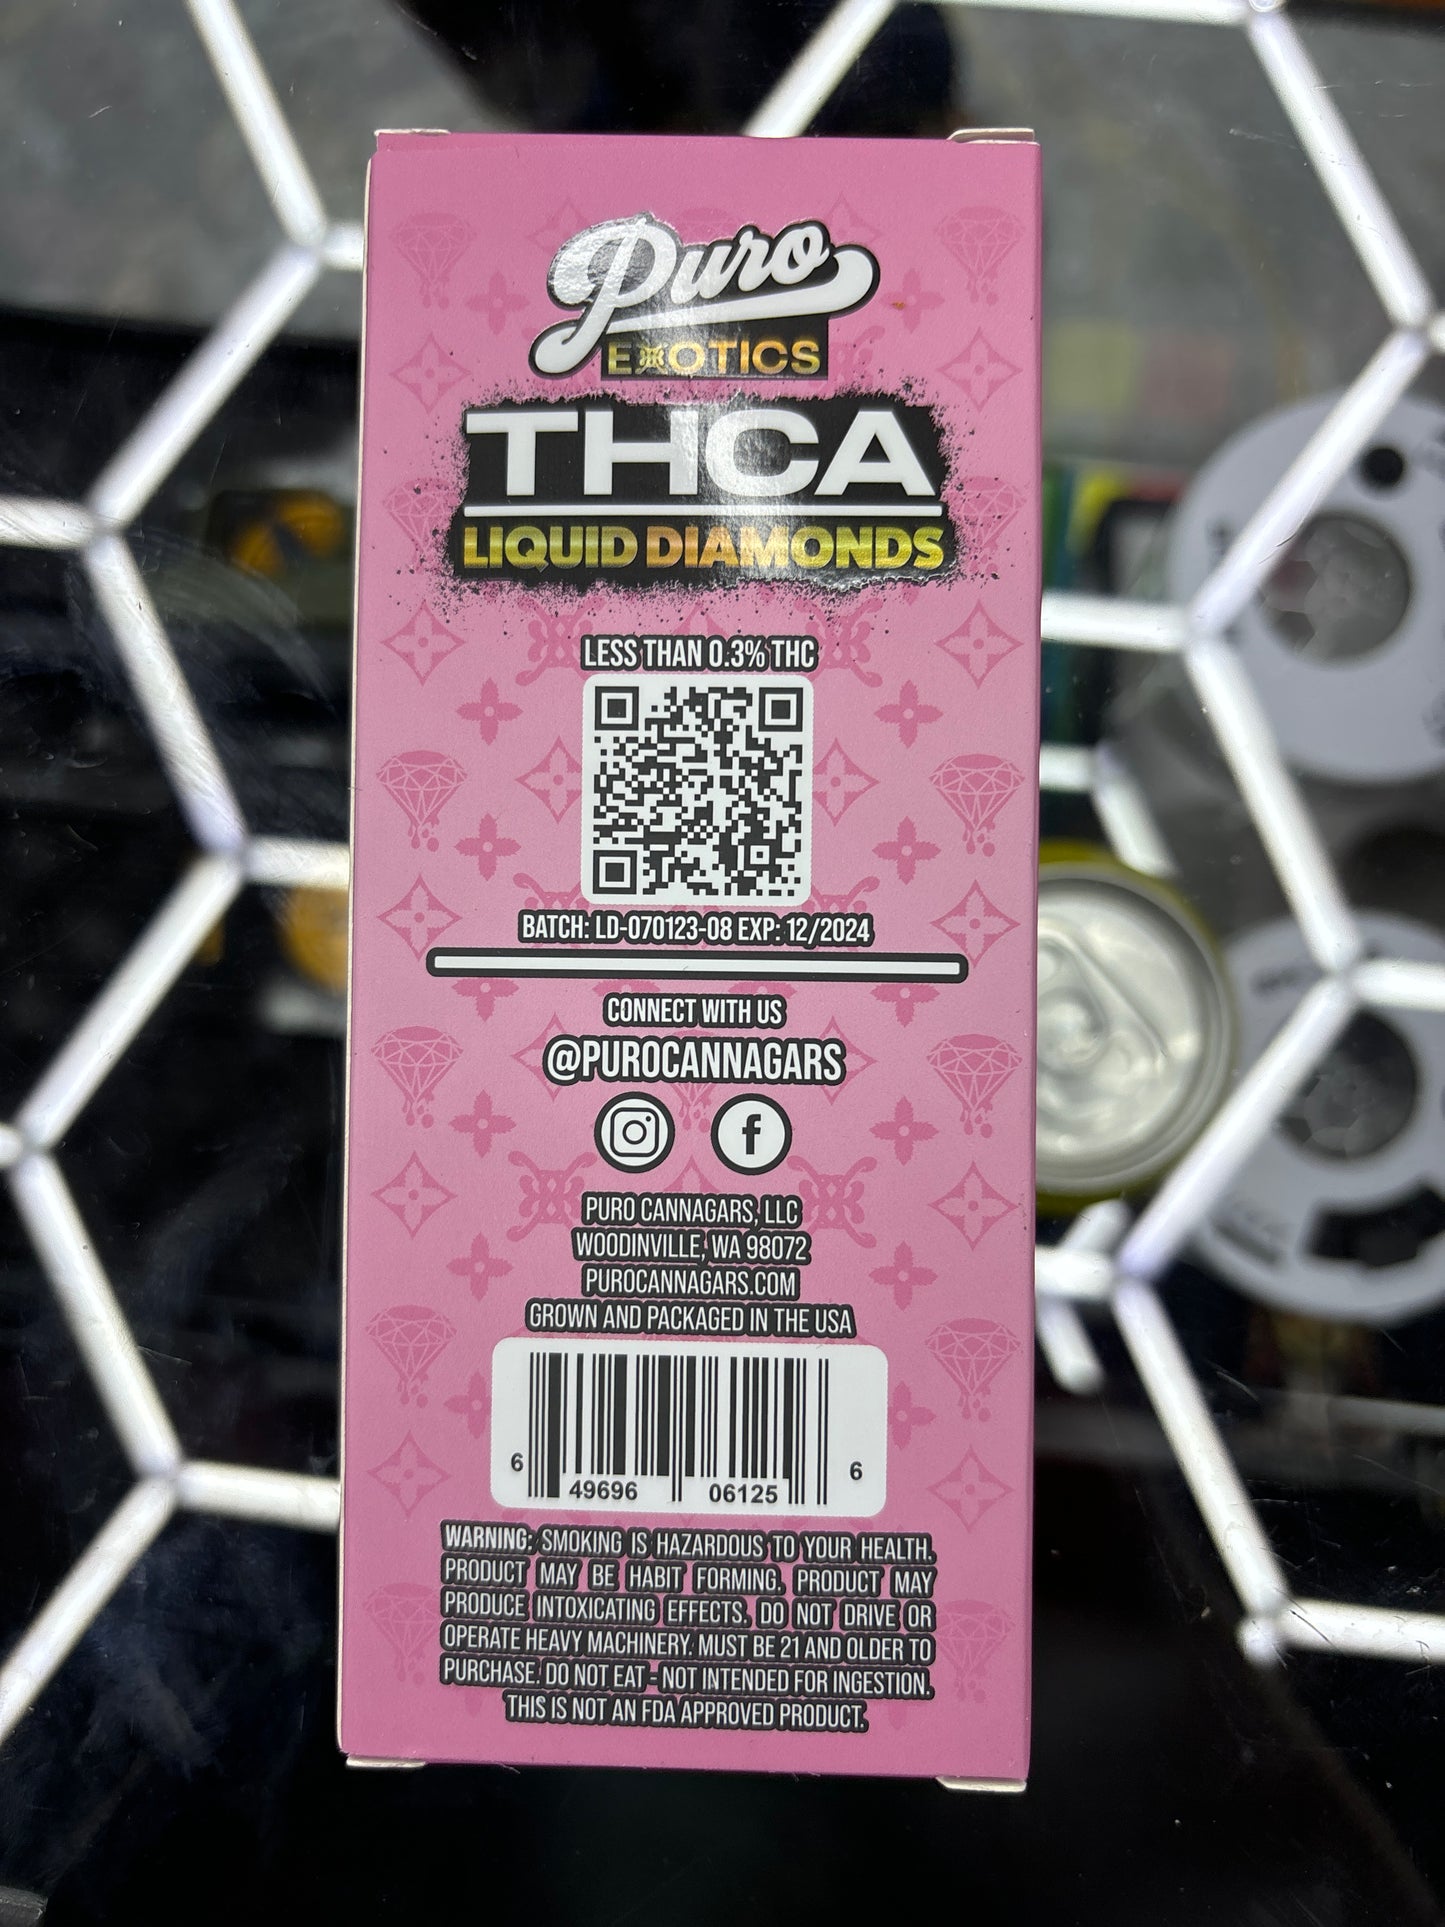 Puro
EXOTICS
THCA
LIQUID DIAMONDS
LESS THAN 0.3% THC
BATCH: LD-070123-08 EXP: 12/2024
CONNECT WITH US
@PUROCANNAGARS
PURO CANNAGARS, LLC
WOODINVILLE, WA 98072
PUROCANNAGARS.COM
GROWN AND PACKAGED IN THE USA
6 49696 06125 6
WARNING: SMOKING IS HAZARDOUS TO YOUR HEALTH.
PRODUCT MAY BE HABIT FORMING. PRODUCT MAY
PRODUCE INTOXICATING EFFECTS. DO NOT DRIVE OR
OPERATE HEAVY MACHINERY. MUST BE 21 AND OLDER TO
PURCHASE. DO NOT EAT - NOT INTENDED FOR INGESTION.
THIS IS NOT AN FDA APPROVED PRODUCT.